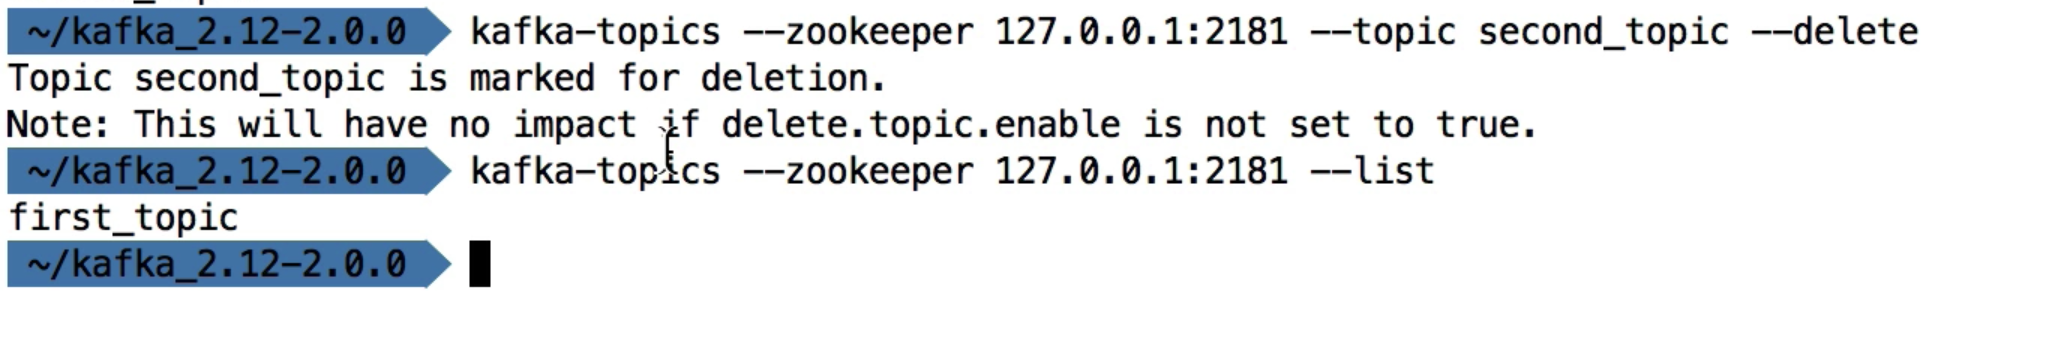 ~/kafka_2.12-2.0.0 kafka-topics --zookeeper 127.0.0.1:2181 --topic second_topic --delete
Topic second_topic is marked for deletion.
Note: This will have no impact if delete.topic.enable is not set to true.
~/kafka_2.12-2.0.0 kafka-topics --zookeeper 127.0.0.1:2181 --list
first_topic
~/kafka_2.12-2.0.0